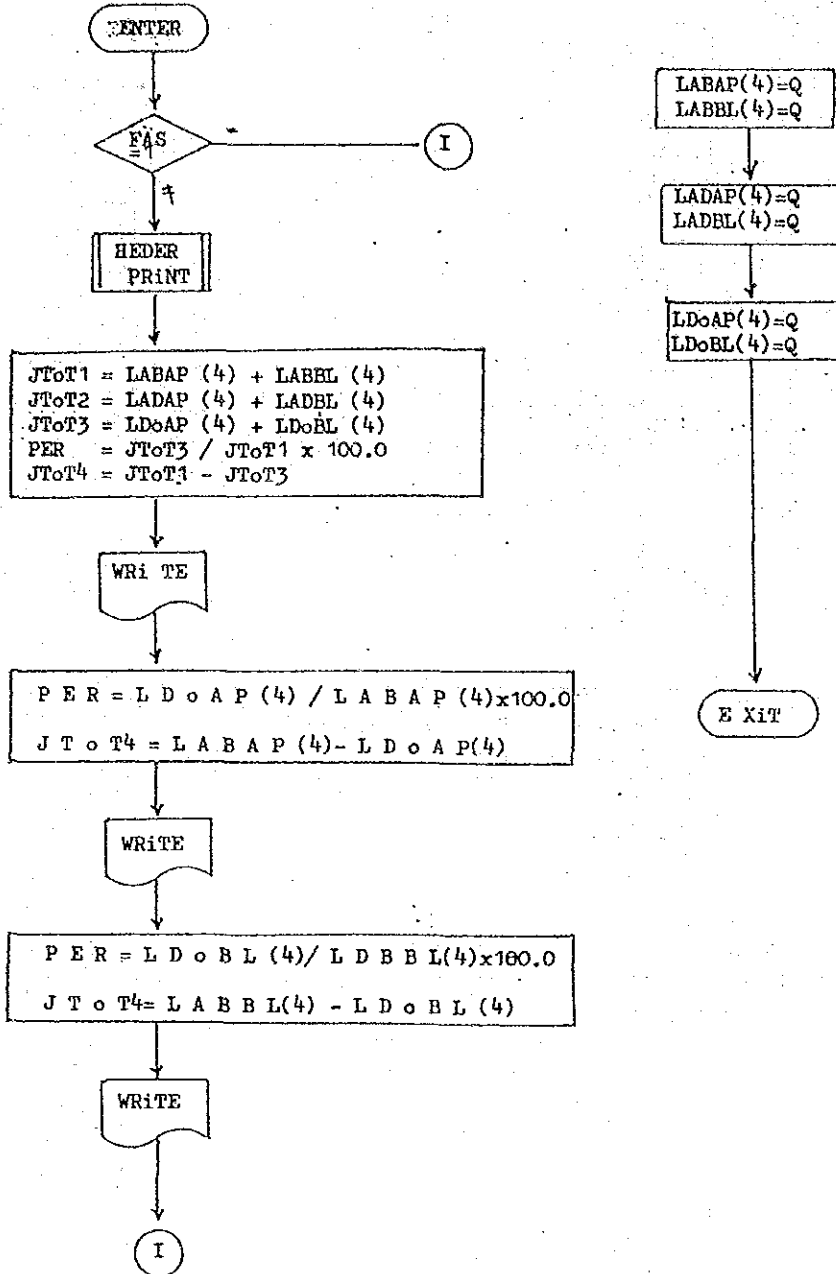 ENTER
FAS
=
I
≠
HEDER
PRiNT
JToT1 = LABAP (4) + LABBL (4)
JToT2 = LADAP (4) + LADBL (4)
JToT3 = LDoAP (4) + LDoBL (4)
PER = JToT3 / JToT1 x 100.0
JToT4 = JToT1 - JToT3
WRi TE
P E R = L D o A P (4) / L A B A P (4)x100.0
J T o T4 = L A B A P (4)- L D o A P(4)
WRiTE
P E R = L D o B L (4)/ L D B B L(4)x100.0
J T o T4= L A B B L(4) - L D o B L (4)
WRiTE
I
LABAP(4)=Q
LABBL(4)=Q
LADAP(4)=Q
LADBL(4)=Q
LDoAP(4)=Q
LDoBL(4)=Q
E XiT